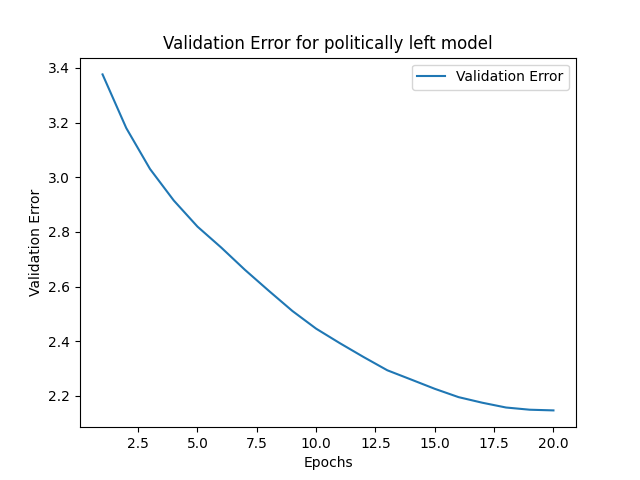 Validation Error for politically left model
Validation Error
3.4
3.2
3.0
2.8
2.6
2.4
2.2
Validation Error
2.5 5.0 7.5 10.0 12.5 15.0 17.5 20.0
Epochs